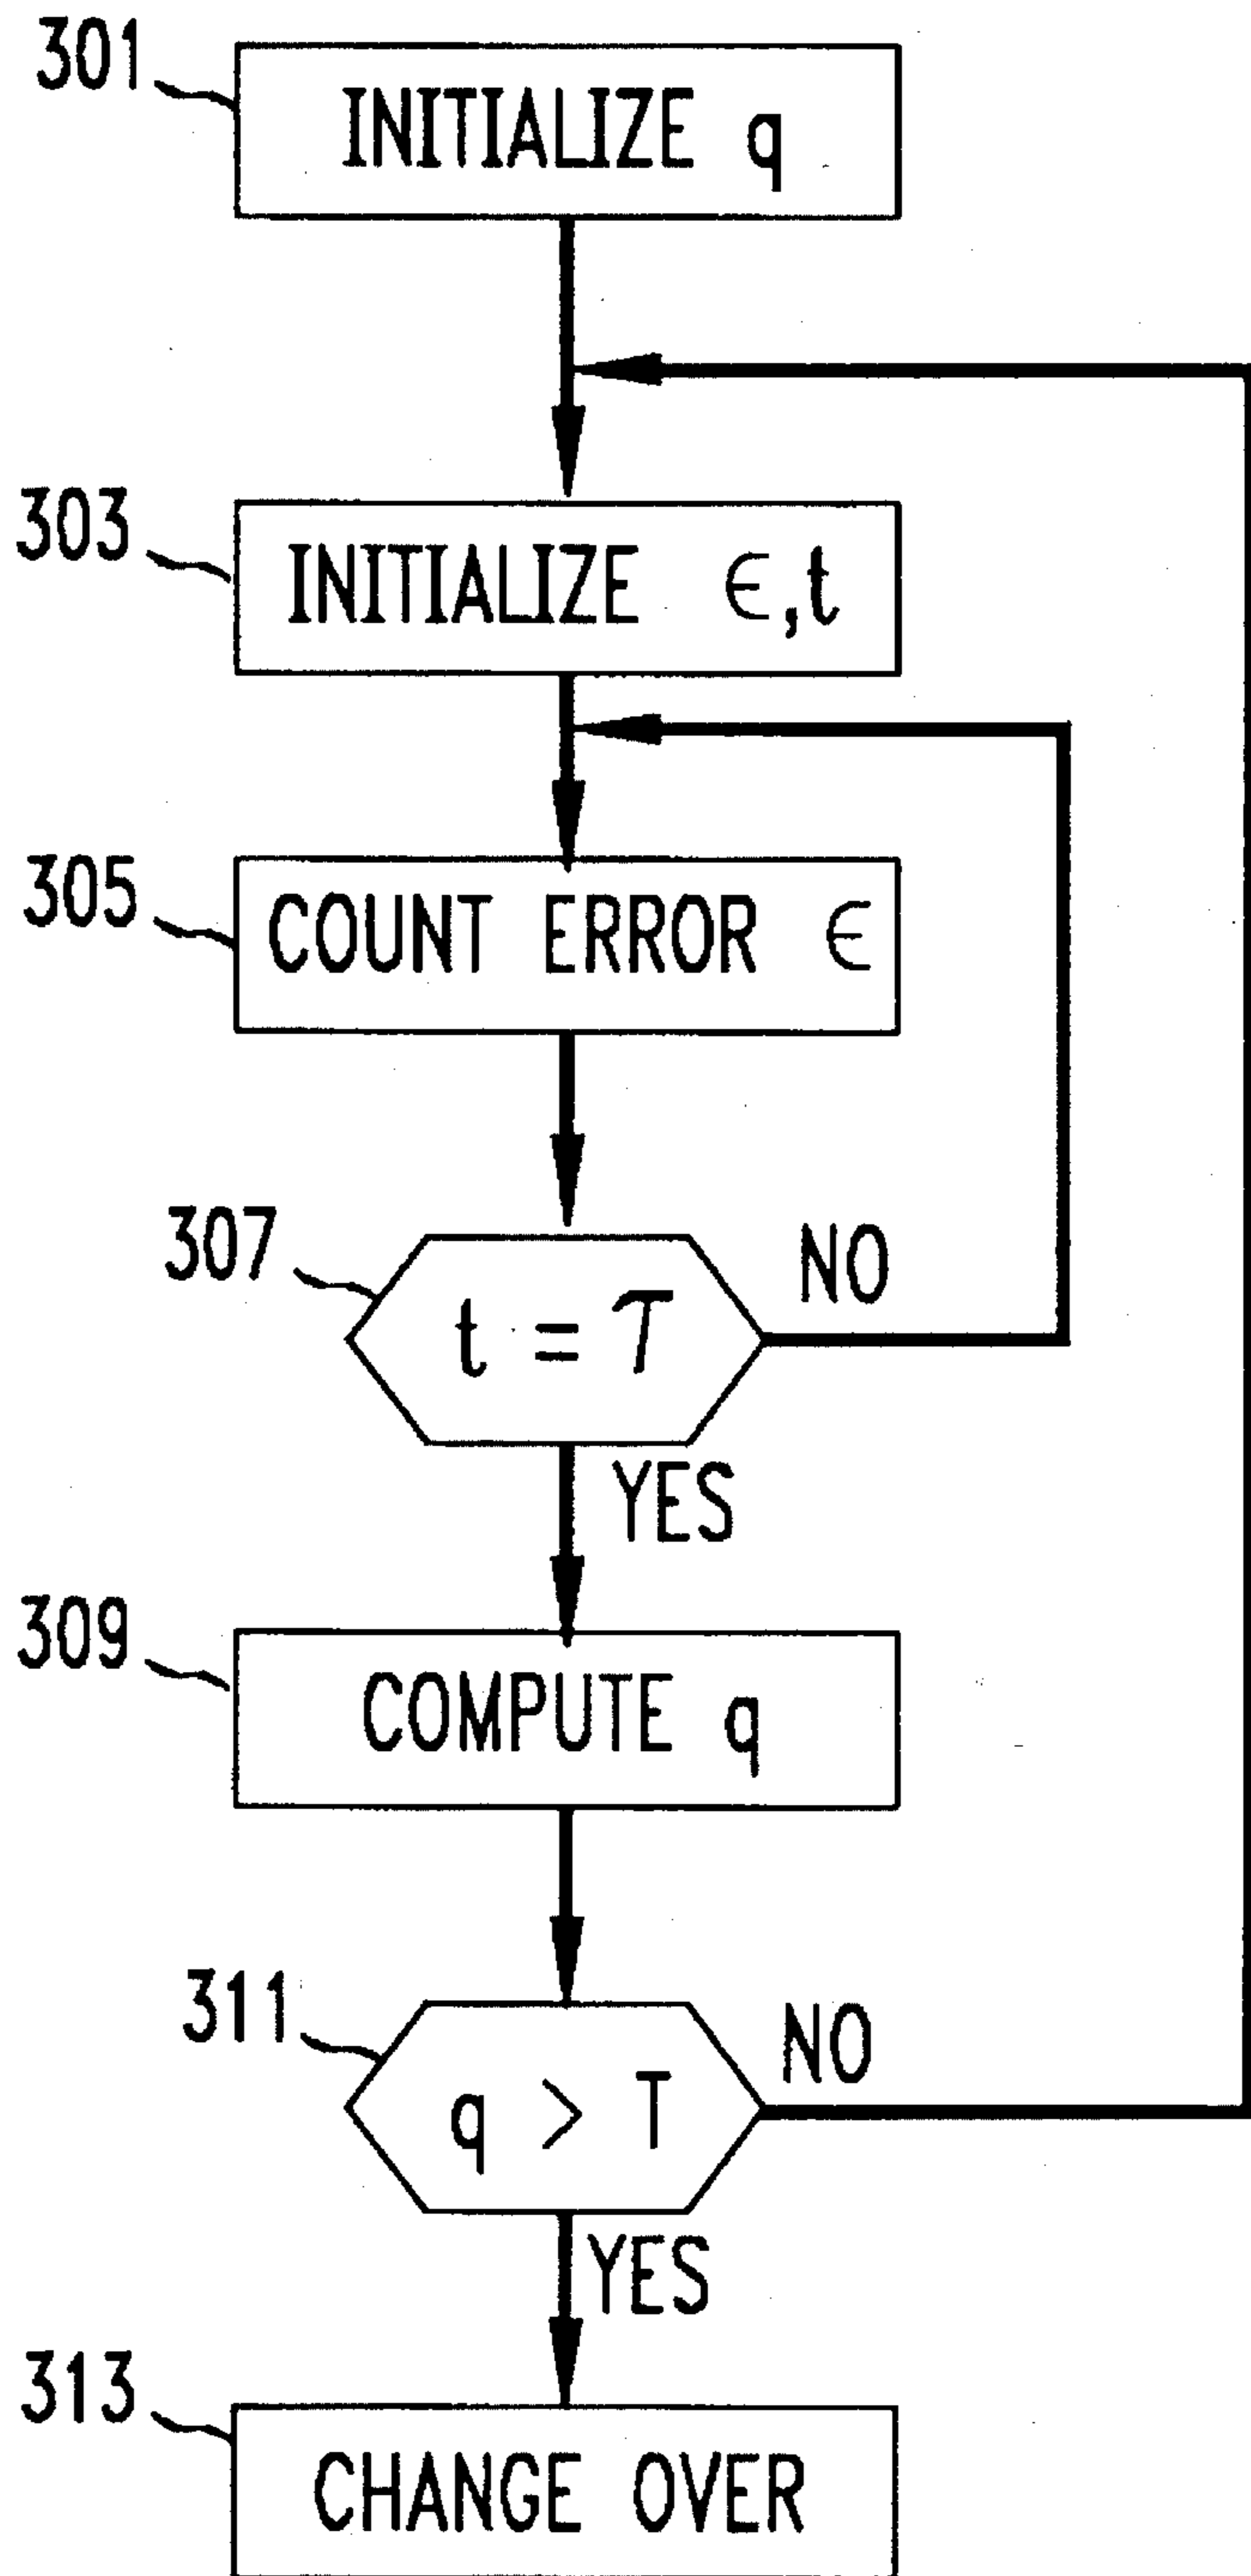 301
INITIALIZE q
303
INITIALIZE ϵ,t
305
COUNT ERROR ϵ
307
t = τ
NO
YES
309
COMPUTE q
311
q > T
NO
YES
313
CHANGE OVER